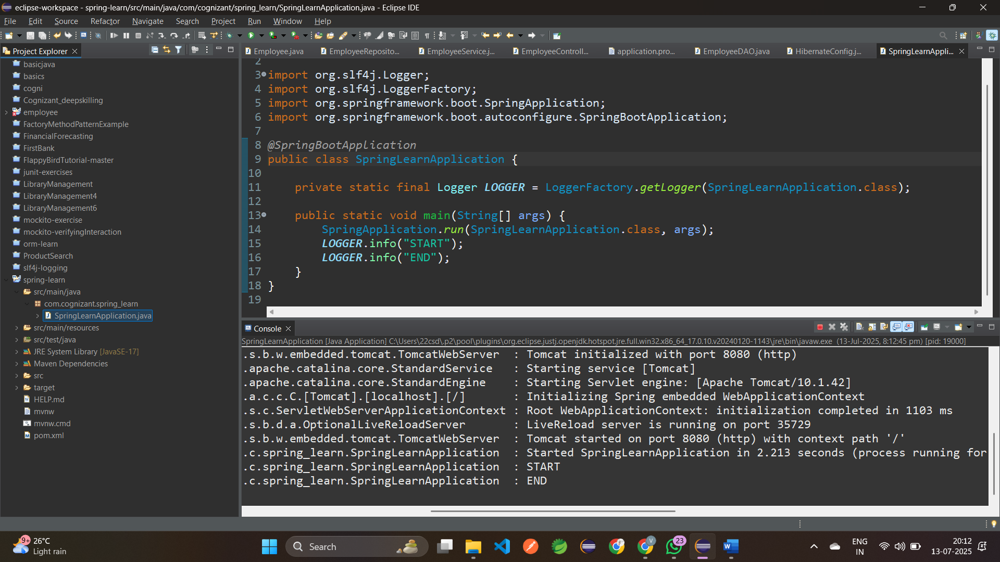 eclipse-workspace - spring-learn/src/main/java/com/cognizant/spring_learn/SpringLearnApplication.java - Eclipse IDE
File Edit Source Refactor Navigate Search Project Run Window Help
Project Explorer
basicjava
basics
cogni
Cognizant_deepskilling
employee
FactoryMethodPatternExample
FinancialForecasting
FirstBank
FlappyBirdTutorial-master
junit-exercises
LibraryManagement
LibraryManagement4
LibraryManagement6
mockito-exercise
mockito-verifyingInteraction
orm-learn
ProductSearch
slf4j-logging
spring-learn
src/main/java
com.cognizant.spring_learn
SpringLearnApplication.java
src/main/resources
src/test/java
JRE System Library [JavaSE-17]
Maven Dependencies
src
target
HELP.md
mvnw
mvnw.cmd
pom.xml
Employee.java EmployeeReposito... EmployeeService.j... EmployeeControll... application.pro... EmployeeDAO.java HibernateConfig.j... SpringLearnAppli...
2
3 import org.slf4j.Logger;
4 import org.slf4j.LoggerFactory;
5 import org.springframework.boot.SpringApplication;
6 import org.springframework.boot.autoconfigure.SpringBootApplication;
7
8 @SpringBootApplication
9 public class SpringLearnApplication {
10
11 private static final Logger LOGGER = LoggerFactory.getLogger(SpringLearnApplication.class);
12
13 public static void main(String[] args) {
14 SpringApplication.run(SpringLearnApplication.class, args);
15 LOGGER.info("START");
16 LOGGER.info("END");
17 }
18 }
19
Console
SpringLearnApplication [Java Application] C:\Users\22csd\.p2\pool\plugins\org.eclipse.justj.openjdk.hotspot.jre.full.win32.x86_64_17.0.10.v20240120-1143\jre\bin\javaw.exe (13-Jul-2025, 8:12:45 pm) [pid: 19000]
.s.b.w.embedded.tomcat.TomcatWebServer : Tomcat initialized with port 8080 (http)
.apache.catalina.core.StandardService : Starting service [Tomcat]
.apache.catalina.core.StandardEngine : Starting Servlet engine: [Apache Tomcat/10.1.42]
.a.c.c.C.[Tomcat].[localhost].[/] : Initializing Spring embedded WebApplicationContext
.s.c.ServletWebServerApplicationContext : Root WebApplicationContext: initialization completed in 1103 ms
.s.b.d.a.OptionalLiveReloadServer : LiveReload server is running on port 35729
.s.b.w.embedded.tomcat.TomcatWebServer : Tomcat started on port 8080 (http) with context path '/'
.c.spring_learn.SpringLearnApplication : Started SpringLearnApplication in 2.213 seconds (process running for
.c.spring_learn.SpringLearnApplication : START
.c.spring_learn.SpringLearnApplication : END
9+
26°C
Light rain
Search
V
23
ENG
IN
20:12
13-07-2025